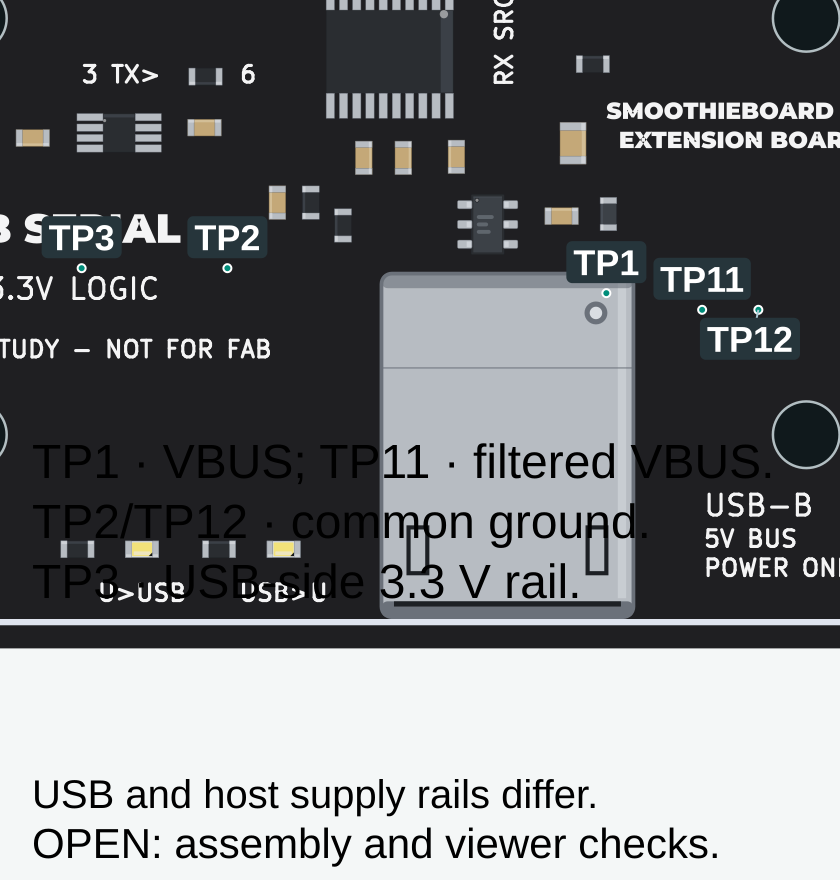 RX SRC
3 TX> 6
SMOOTHIEBOARD
EXTENSION BOAR
B SERIAL
TP3
TP2
TP1
TP11
TP12
3.3V LOGIC
TUDY – NOT FOR FAB
TP1 · VBUS; TP11 · filtered VBUS.
TP2/TP12 · common ground.
TP3 · USB-side 3.3 V rail.
USB–B
5V BUS
POWER ON
U>USB
USB>U
USB and host supply rails differ.
OPEN: assembly and viewer checks.